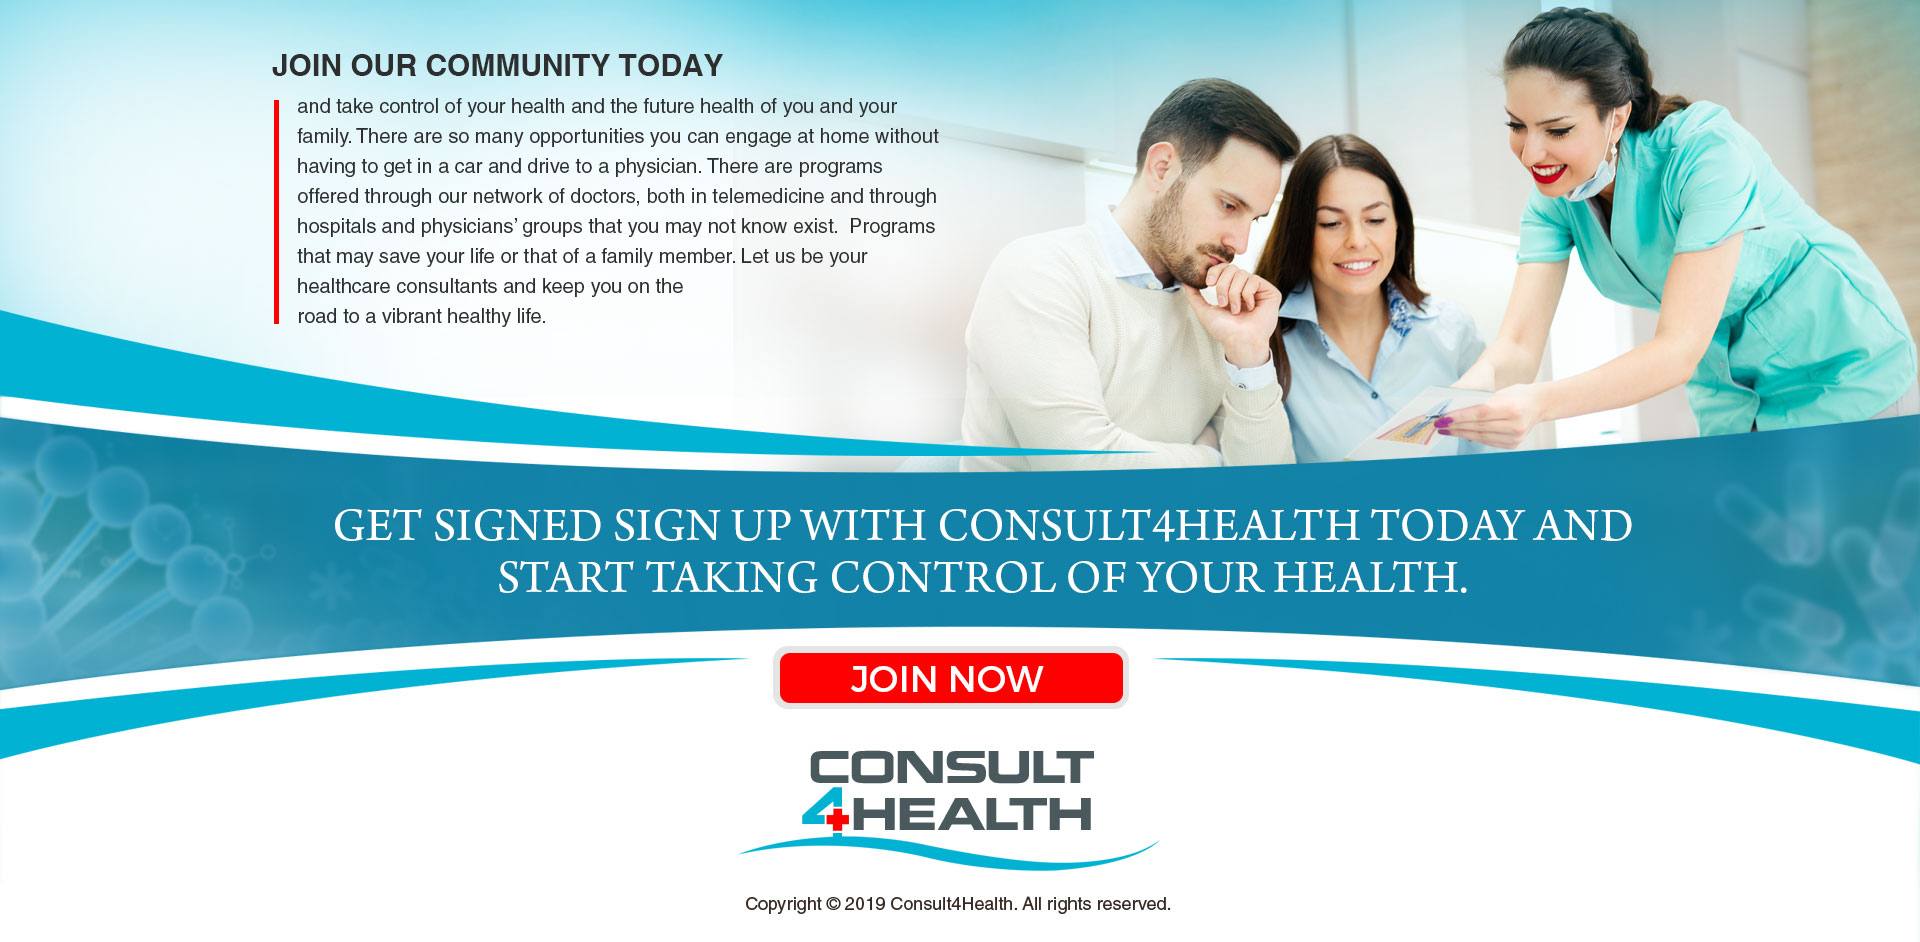 JOIN OUR COMMUNITY TODAY
and take control of your health and the future health of you and your
family. There are so many opportunities you can engage at home without
having to get in a car and drive to a physician. There are programs
offered through our network of doctors, both in telemedicine and through
hospitals and physicians’ groups that you may not know exist.  Programs
that may save your life or that of a family member. Let us be your
healthcare consultants and keep you on the
road to a vibrant healthy life.
GET SIGNED SIGN UP WITH CONSULT4HEALTH TODAY AND
START TAKING CONTROL OF YOUR HEALTH.
JOIN NOW
CONSULT
4HEALTH
Copyright © 2019 Consult4Health. All rights reserved.